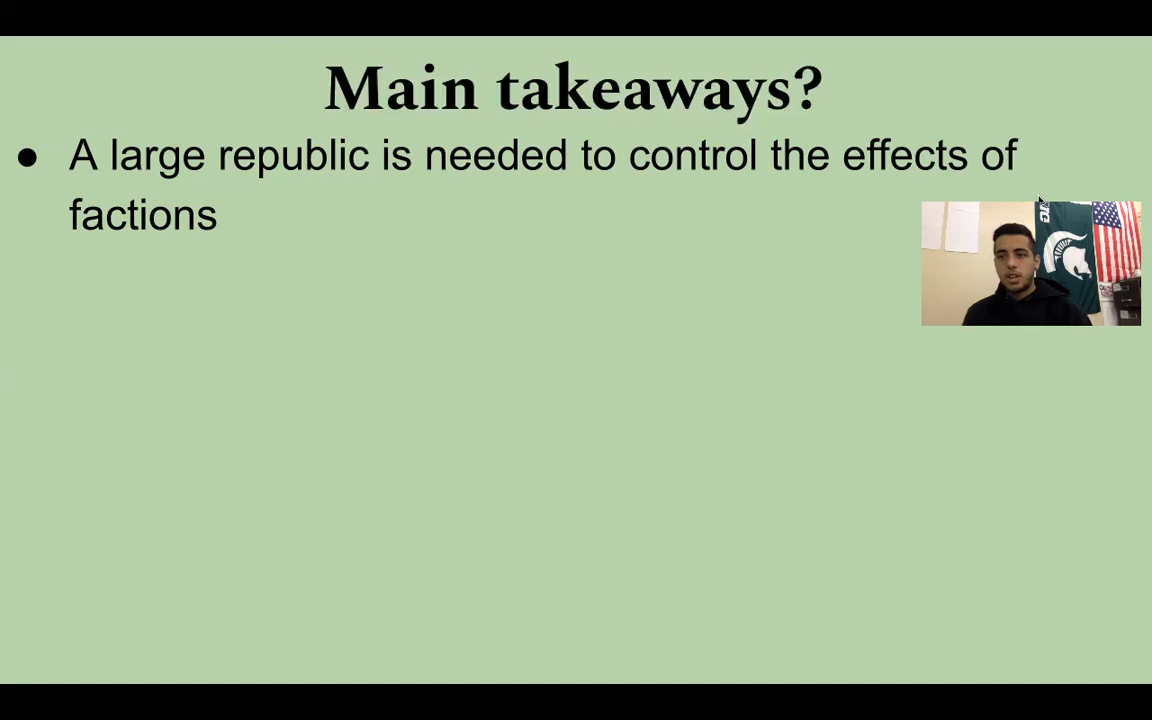 Main takeaways?
● A large republic is needed to control the effects of
factions